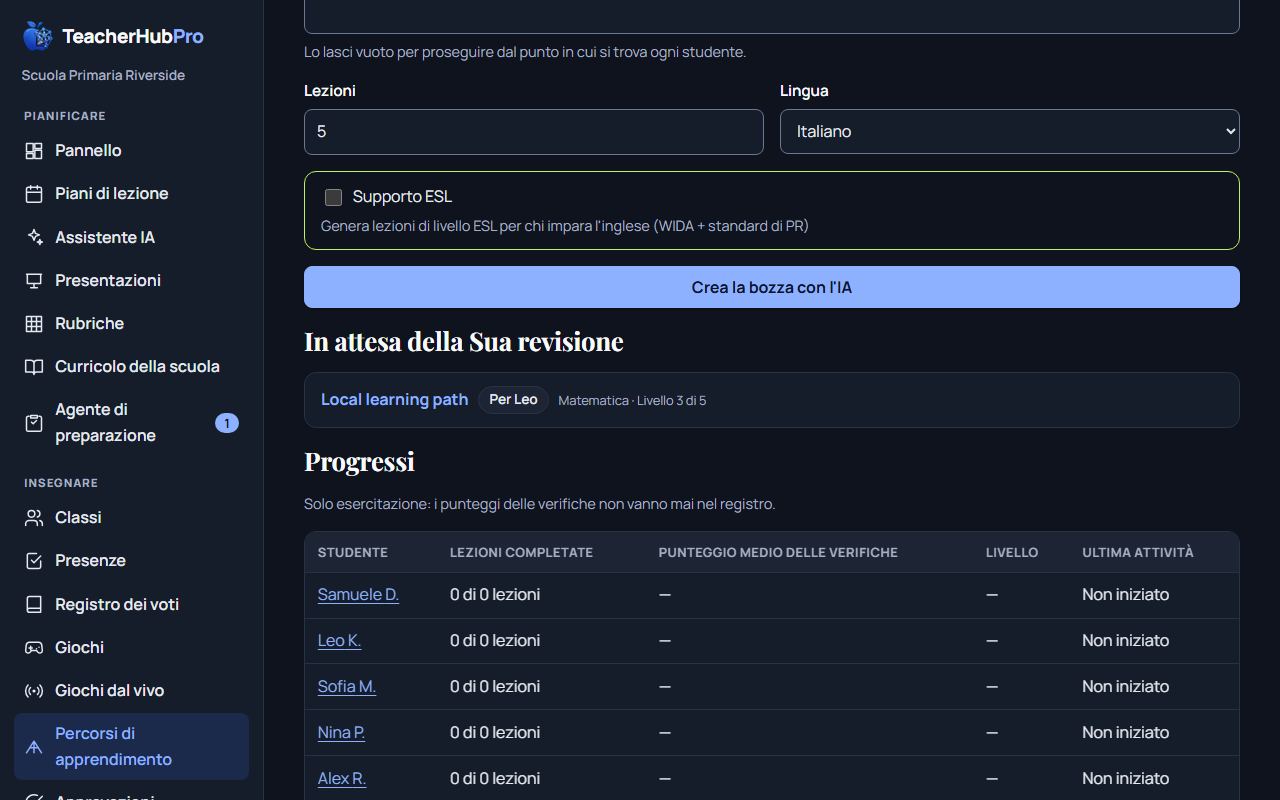 TeacherHubPro
Scuola Primaria Riverside
PIANIFICARE
Pannello
Piani di lezione
Assistente IA
Presentazioni
Rubriche
Curricolo della scuola
Agente di
preparazione
1
INSEGNARE
Classi
Presenze
Registro dei voti
Giochi
Giochi dal vivo
Percorsi di
apprendimento
Approvazioni
Lo lasci vuoto per proseguire dal punto in cui si trova ogni studente.
Lezioni
Lingua
5
Italiano
Supporto ESL
Genera lezioni di livello ESL per chi impara l'inglese (WIDA + standard di PR)
Crea la bozza con l'IA
In attesa della Sua revisione
Local learning path Per Leo Matematica · Livello 3 di 5
Progressi
Solo esercitazione: i punteggi delle verifiche non vanno mai nel registro.
STUDENTE LEZIONI COMPLETATE PUNTEGGIO MEDIO DELLE VERIFICHE LIVELLO ULTIMA ATTIVITÀ
Samuele D. 0 di 0 lezioni — — Non iniziato
Leo K. 0 di 0 lezioni — — Non iniziato
Sofia M. 0 di 0 lezioni — — Non iniziato
Nina P. 0 di 0 lezioni — — Non iniziato
Alex R. 0 di 0 lezioni — — Non iniziato